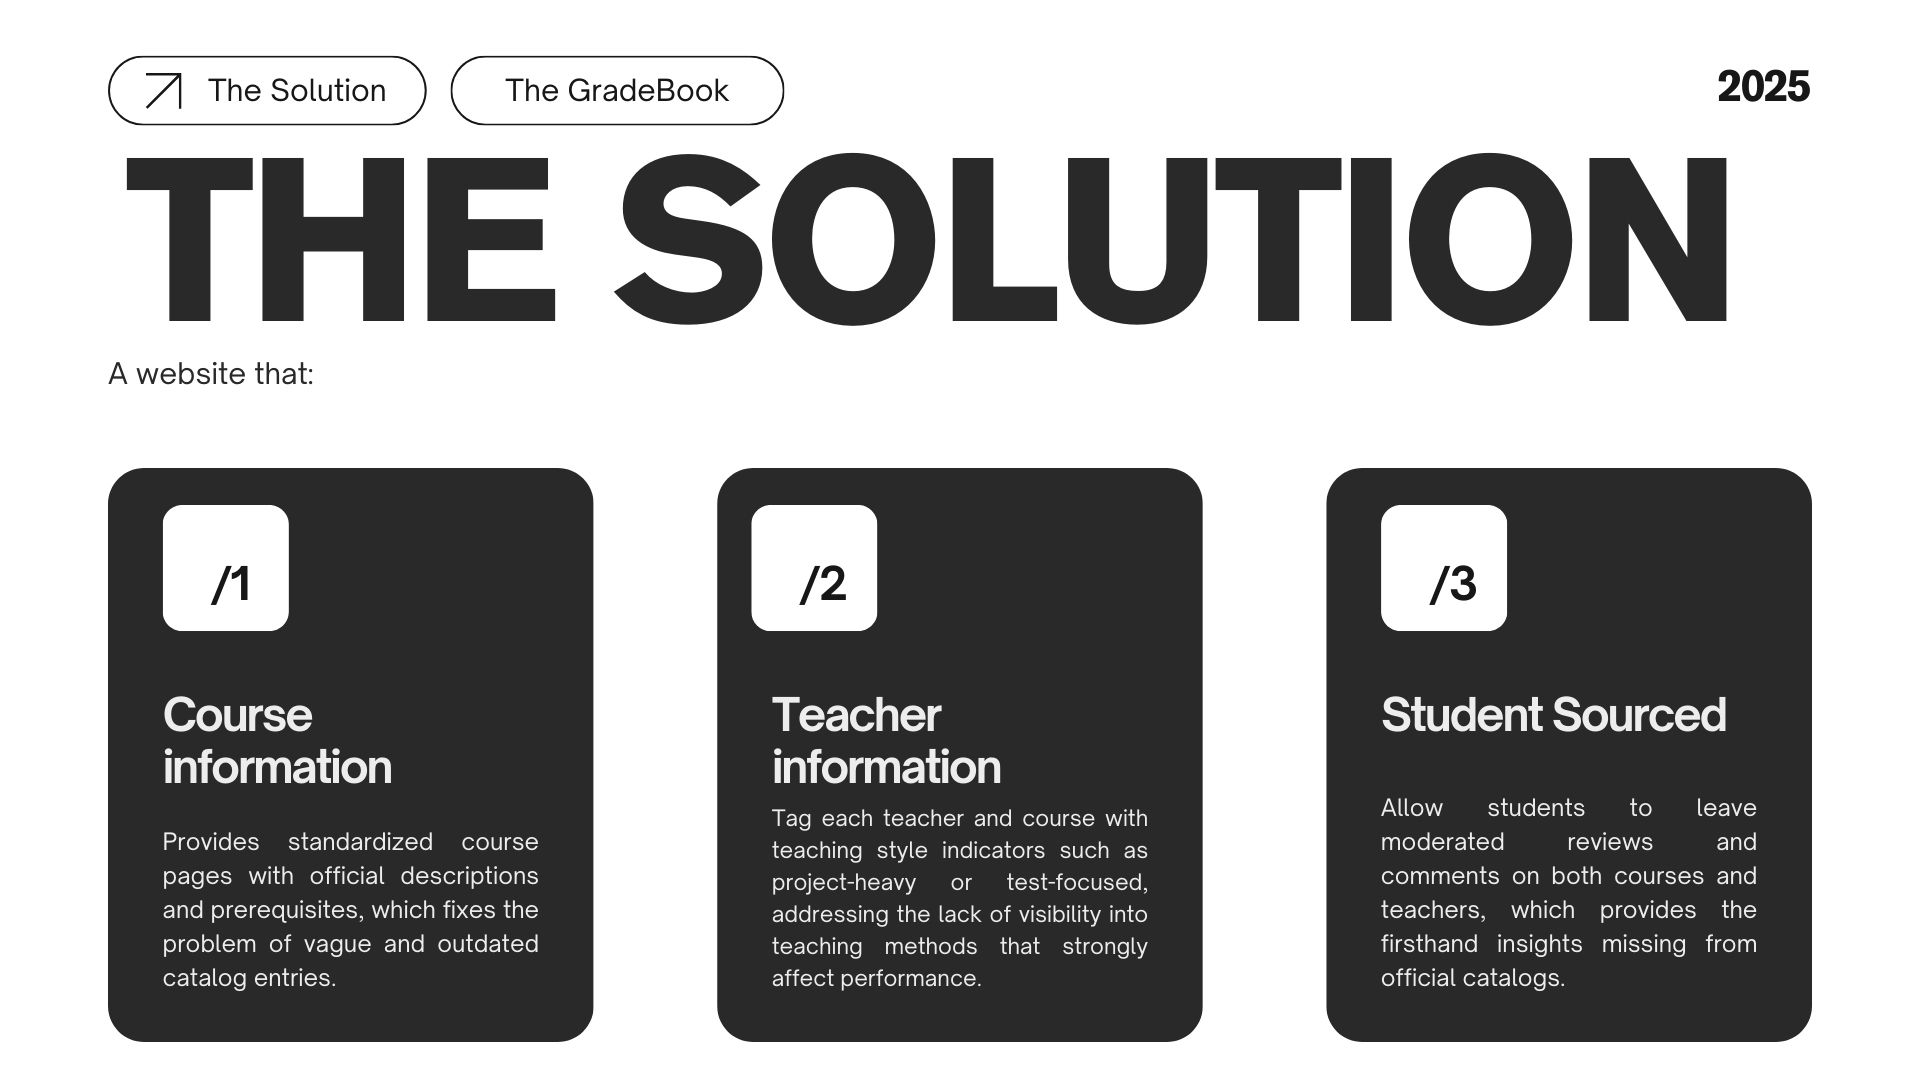 The Solution
The GradeBook
2025
THE SOLUTION
A website that:
/1
Course
information
Provides standardized course
pages with official descriptions
and prerequisites, which fixes the
problem of vague and outdated
catalog entries.
/2
Teacher
information
Tag each teacher and course with
teaching style indicators such as
project-heavy or test-focused,
addressing the lack of visibility into
teaching methods that strongly
affect performance.
/3
Student Sourced
Allow students to leave
moderated reviews and
comments on both courses and
teachers, which provides the
firsthand insights missing from
official catalogs.